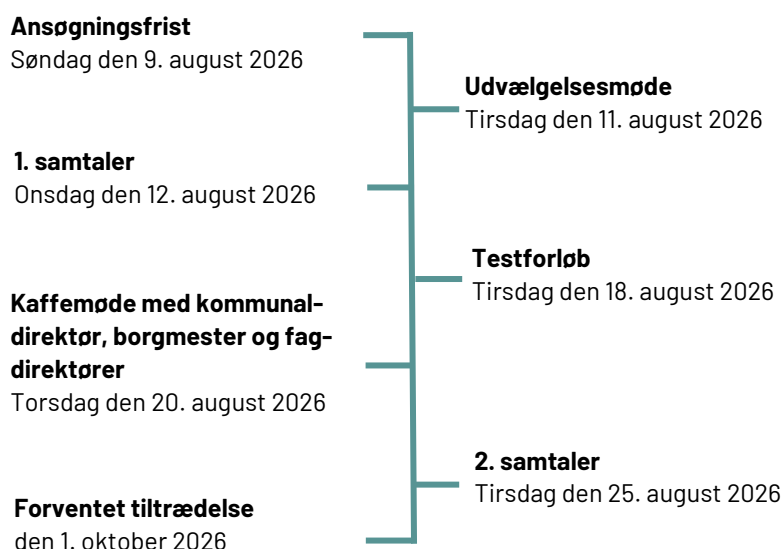 Ansøgningsfrist
Søndag den 9. august 2026
Udvælgelsesmøde
Tirsdag den 11. august 2026
1. samtaler
Onsdag den 12. august 2026
Testforløb
Tirsdag den 18. august 2026
Kaffemøde med kommunal-
direktør, borgmester og fag-
direktører
Torsdag den 20. august 2026
2. samtaler
Tirsdag den 25. august 2026
Forventet tiltrædelse
den 1. oktober 2026